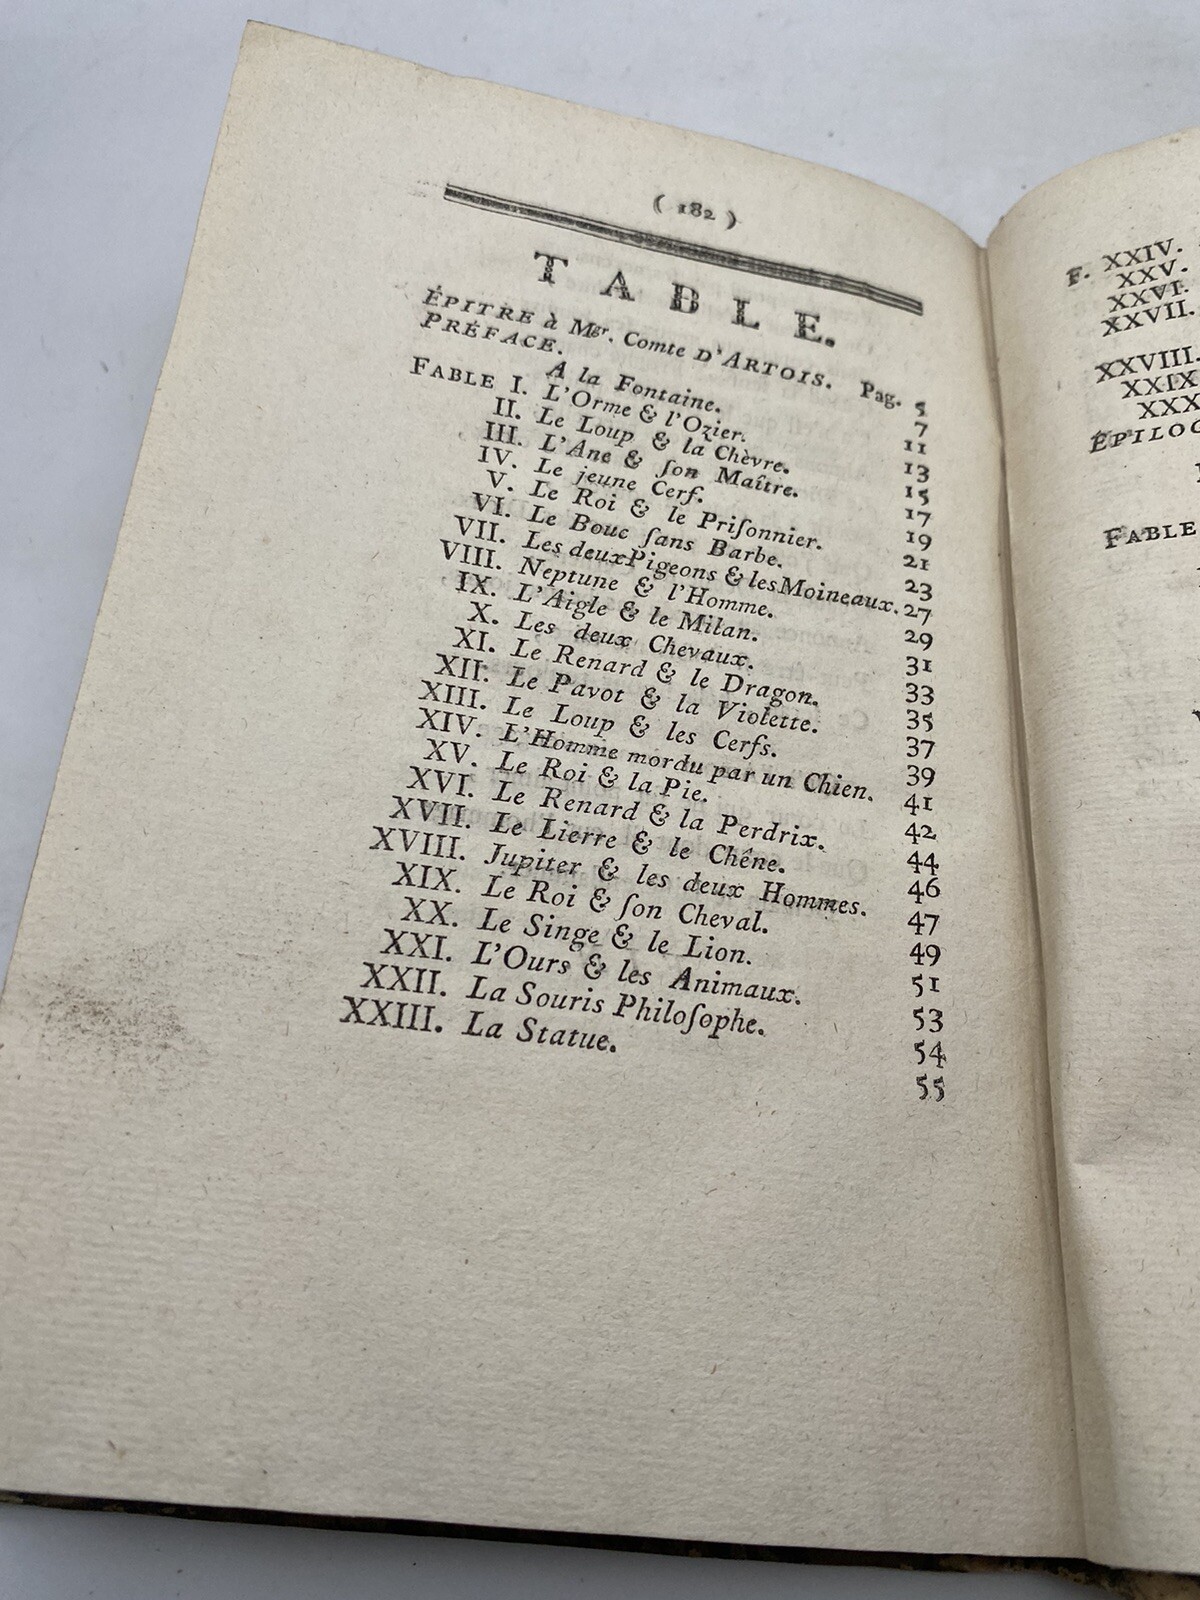 ( 182 )
TABLE.
ÉPITRE à Mgr. Comte D'ARTOIS. Pag. 5
PRÉFACE. 7
A la Fontaine. 11
FABLE I. L'Orme & l'Ozier. 13
II. Le Loup & la Chèvre. 15
III. L'Ane & ſon Maître. 17
IV. Le jeune Cerf. 19
V. Le Roi & le Priſonnier. 21
VI. Le Bouc ſans Barbe. 23
VII. Les deux Pigeons & les Moineaux. 27
VIII. Neptune & l'Homme. 29
IX. L'Aigle & le Milan. 31
X. Les deux Chevaux. 33
XI. Le Renard & le Dragon. 35
XII. Le Pavot & la Violette. 37
XIII. Le Loup & les Cerfs. 39
XIV. L'Homme mordu par un Chien. 41
XV. Le Roi & la Pie. 42
XVI. Le Renard & la Perdrix. 44
XVII. Le Lierre & le Chêne. 46
XVIII. Jupiter & les deux Hommes. 47
XIX. Le Roi & ſon Cheval. 49
XX. Le Singe & le Lion. 51
XXI. L'Ours & les Animaux. 53
XXII. La Souris Philoſophe. 54
XXIII. La Statue. 55
F. XXIV.
XXV.
XXVI.
XXVII.
XXVIII.
XXIX
XXX
ÉPILOG
FABLE